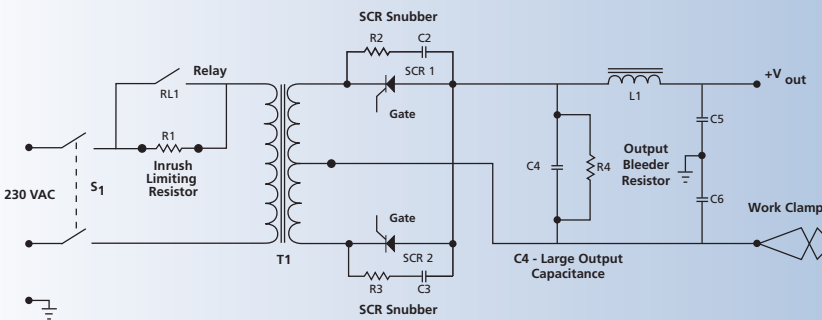 SCR Snubber
R2
C2
SCR 1
Gate
Relay
RL1
R1
Inrush
Limiting
Resistor
230 VAC
S1
T1
Gate
SCR 2
R3
C3
SCR Snubber
C4
R4
C4 - Large Output
Capacitance
L1
Output
Bleeder
Resistor
C5
C6
+V out
Work Clamp